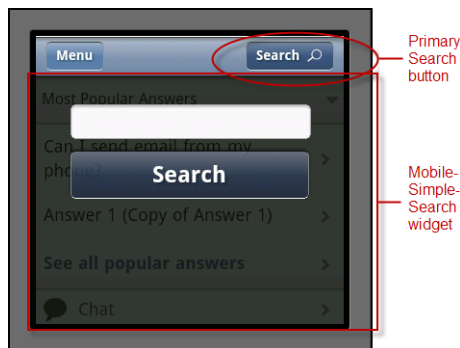 Menu
Search
Most Popular Answers
Can I send email from my
phone?
Search
Answer 1 (Copy of Answer 1)
See all popular answers
Chat
Primary
Search
button
Mobile-
Simple-
Search
widget